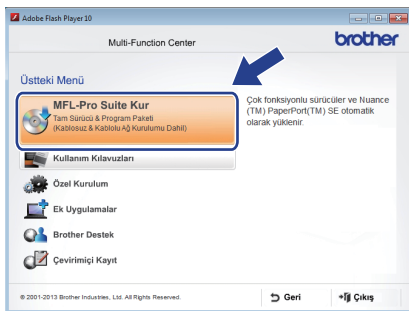 Adobe Flash Player 10
Multi-Function Center
brother
Üstteki Menü
MFL-Pro Suite Kur
Tam Sürücü & Program Paketi
(Kablosuz & Kablolu Ağ Kurulumu Dahil)
Çok fonksiyonlu sürücüler ve Nuance
(TM) PaperPort(TM) SE otomatik
olarak yüklenir.
Kullanım Kılavuzları
Özel Kurulum
Ek Uygulamalar
Brother Destek
Çevirimiçi Kayıt
© 2001-2013 Brother Industries, Ltd. All Rights Reserved.
Geri
Çıkış